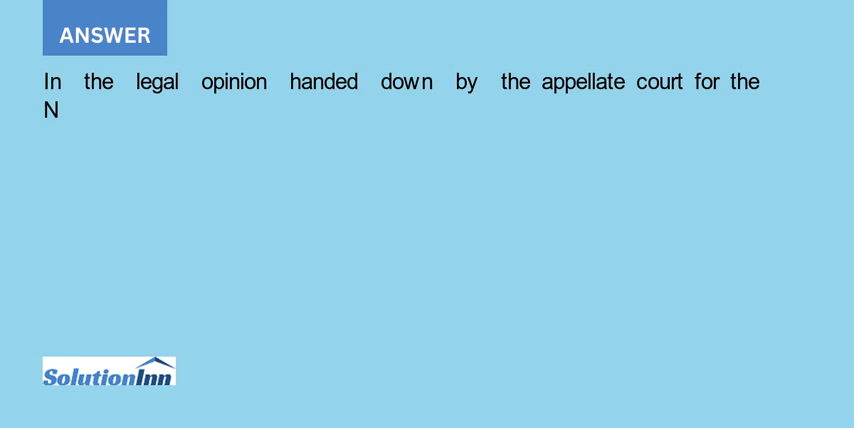 ANSWER
In the legal opinion handed down by the appellate court for the
N
SolutionInn